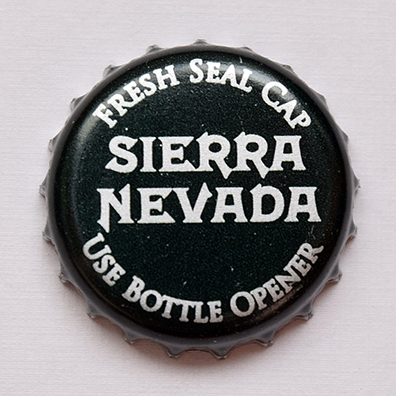 FRESH SEAL CAP
SIERRA
NEVADA
USE BOTTLE OPENER